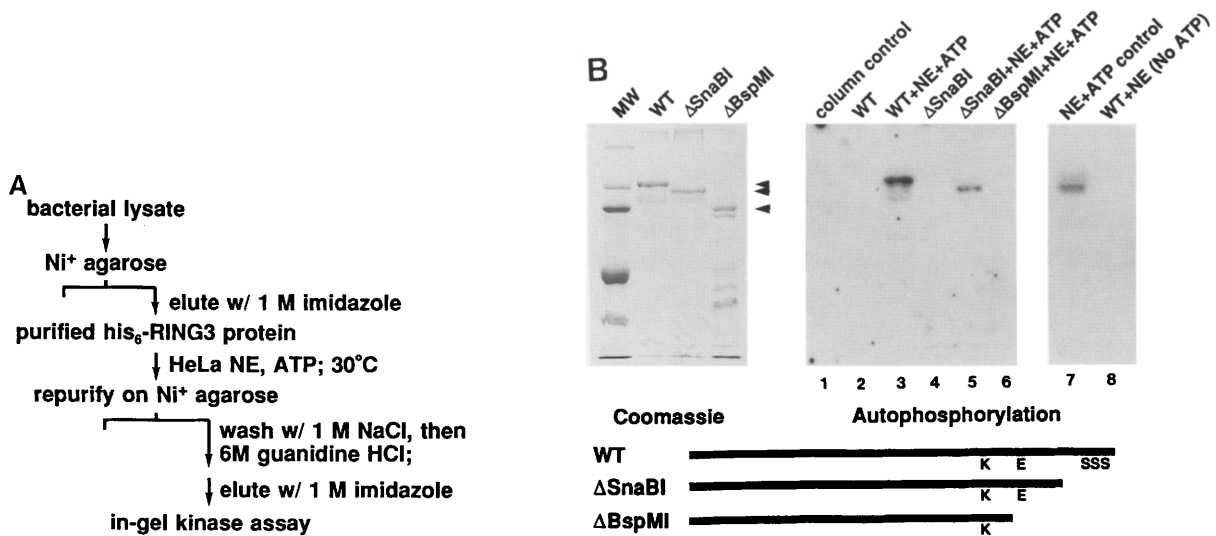 A
bacterial lysate
Ni⁺ agarose
elute w/ 1 M imidazole
purified his₆-RING3 protein
HeLa NE, ATP; 30°C
repurify on Ni⁺ agarose
wash w/ 1 M NaCl, then
6M guanidine HCl;
elute w/ 1 M imidazole
in-gel kinase assay
B
MW
WT
ΔSnaBI
ΔBspMI
column control
WT
WT+NE+ATP
ΔSnaBI
ΔSnaBI+NE+ATP
ΔBspMI+NE+ATP
NE+ATP control
WT+NE (No ATP)
1 2 3 4 5 6 7 8
Coomassie
Autophosphorylation
WT
K E SSS
ΔSnaBI
K E
ΔBspMI
K